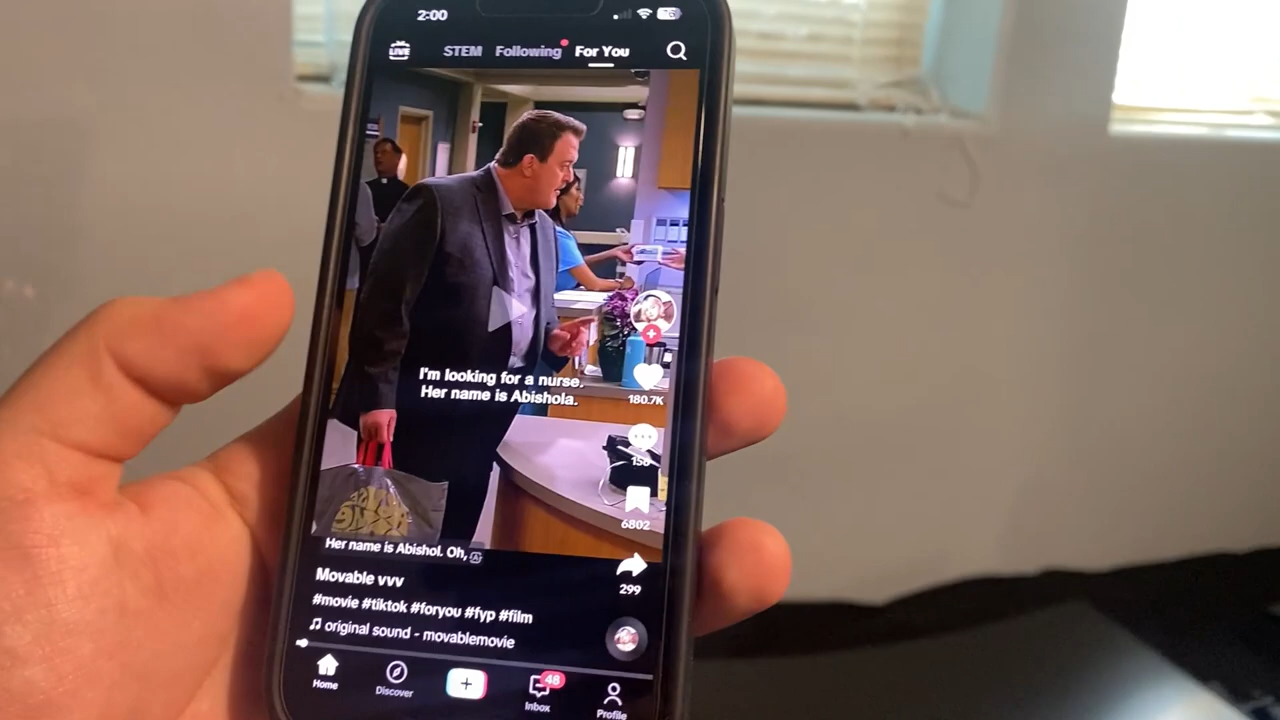 2:00
LIVE
STEM Following For You
I'm looking for a nurse.
Her name is Abishola.
180.7K
156
6802
Her name is Abishol. Oh,
299
Movable vvv
#movie #tiktok #foryou #fyp #film
original sound - movablemovie
48
Home Discover Inbox Profile